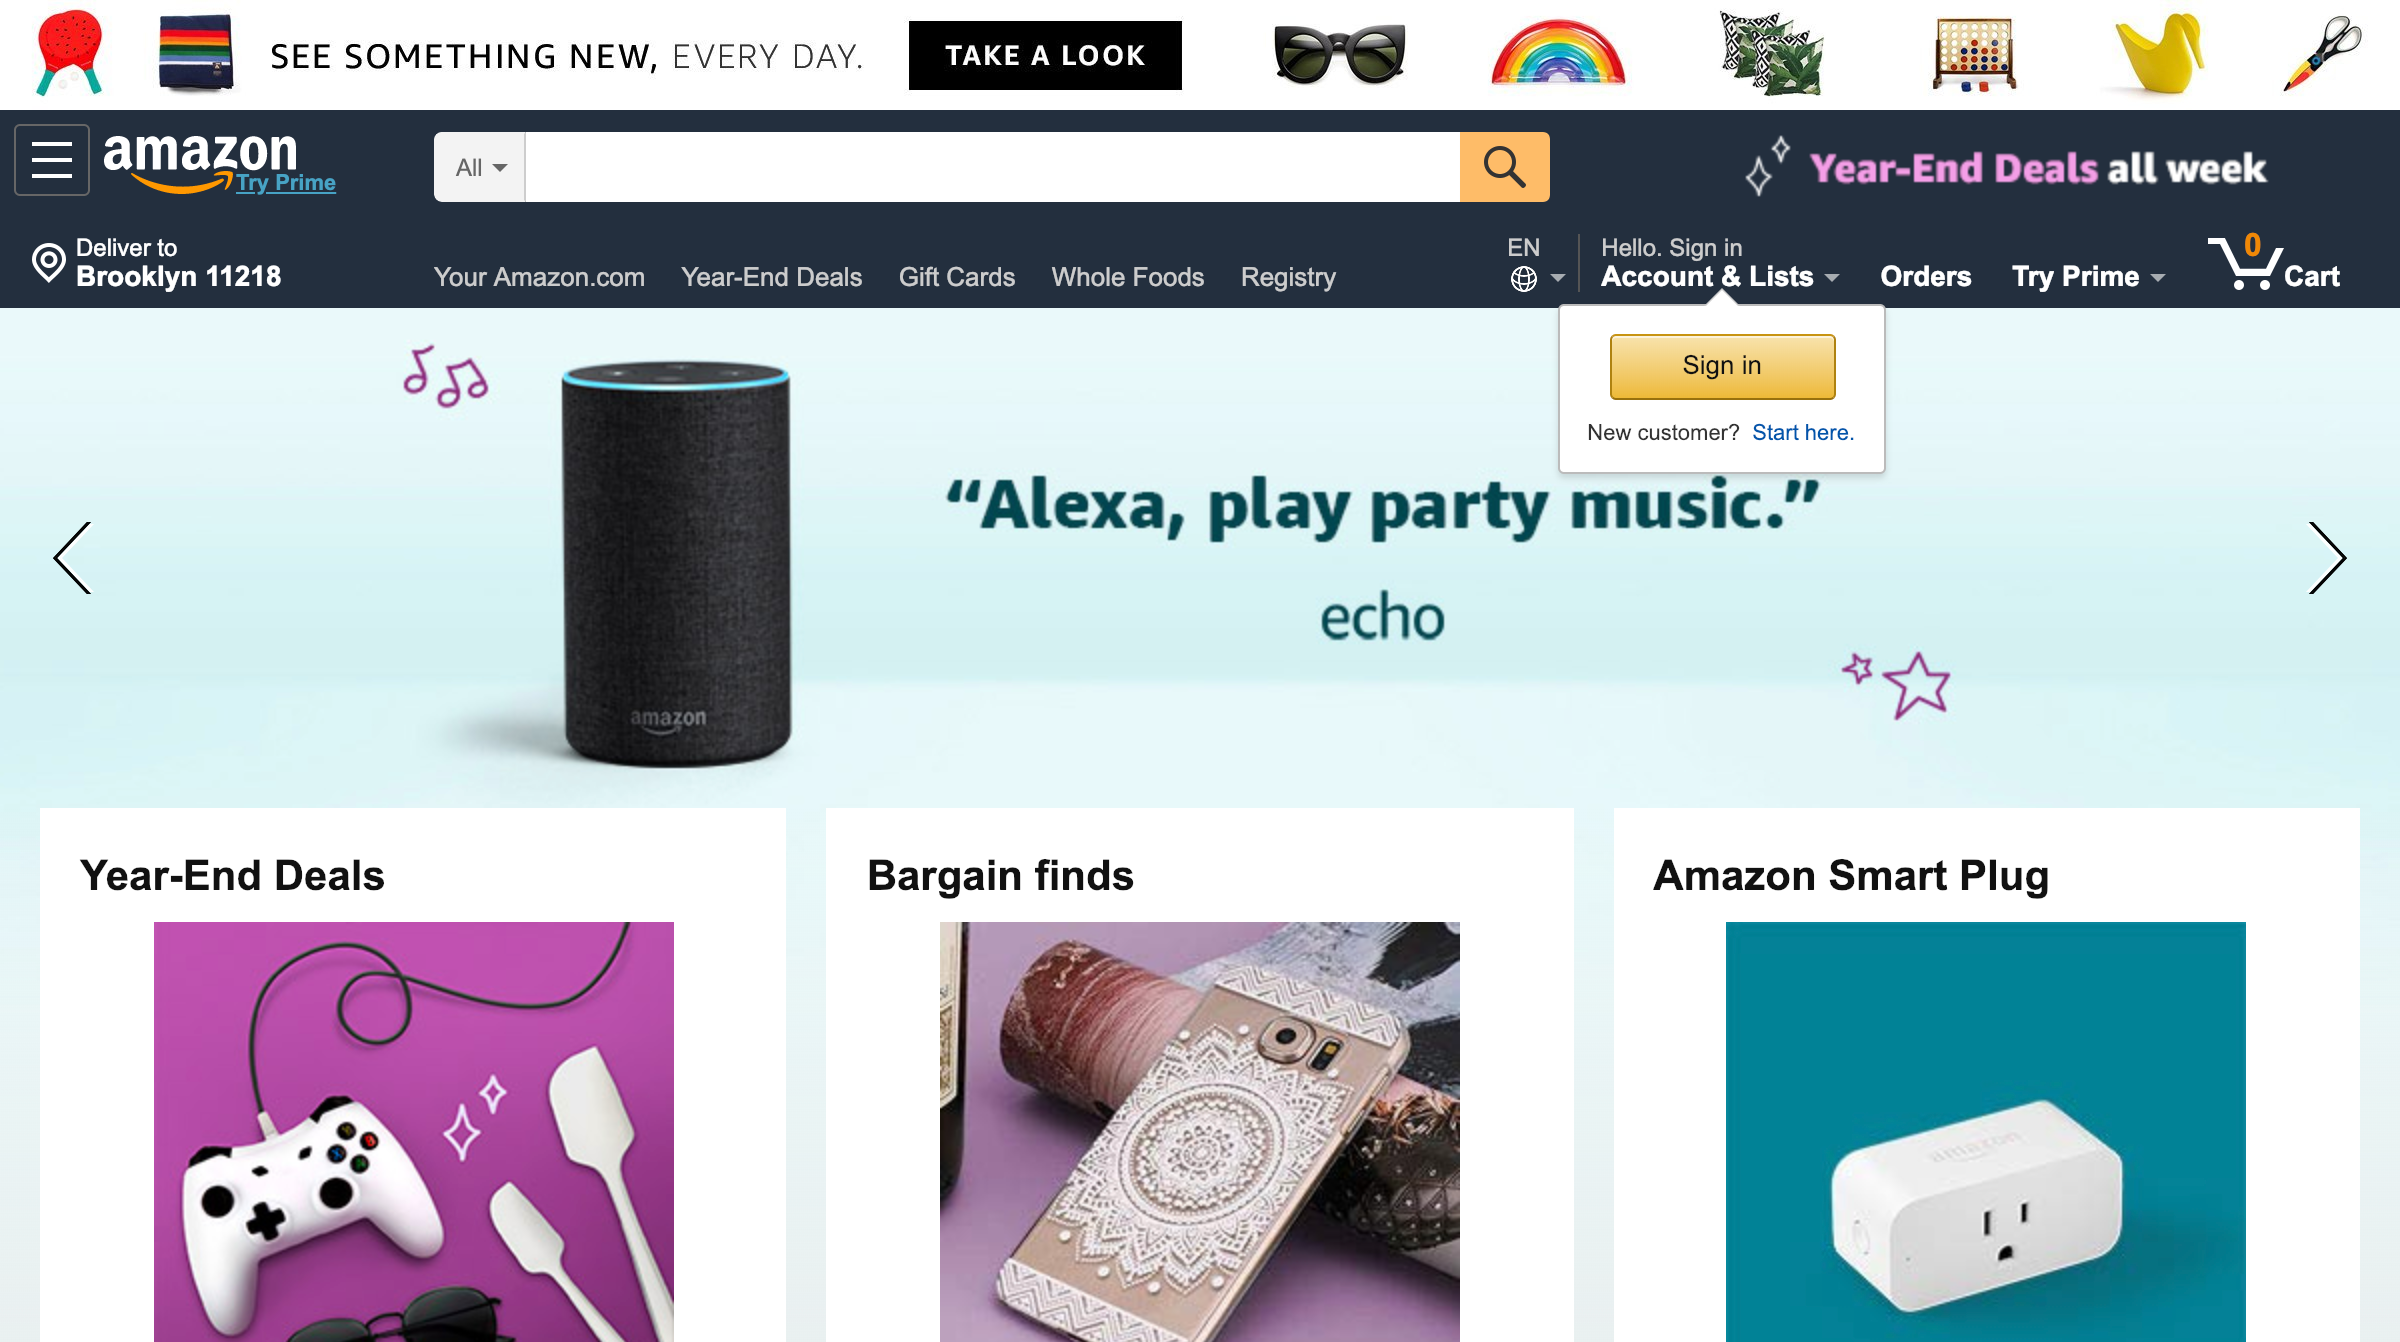 SEE SOMETHING NEW, EVERY DAY.
TAKE A LOOK
amazon
Try Prime
All
Year-End Deals all week
Deliver to
Brooklyn 11218
Your Amazon.com
Year-End Deals
Gift Cards
Whole Foods
Registry
EN
Hello. Sign in
Account & Lists
Orders
Try Prime
0
Cart
Sign in
New customer? Start here.
“Alexa, play party music.”
echo
amazon
Year-End Deals
Bargain finds
Amazon Smart Plug
amazon